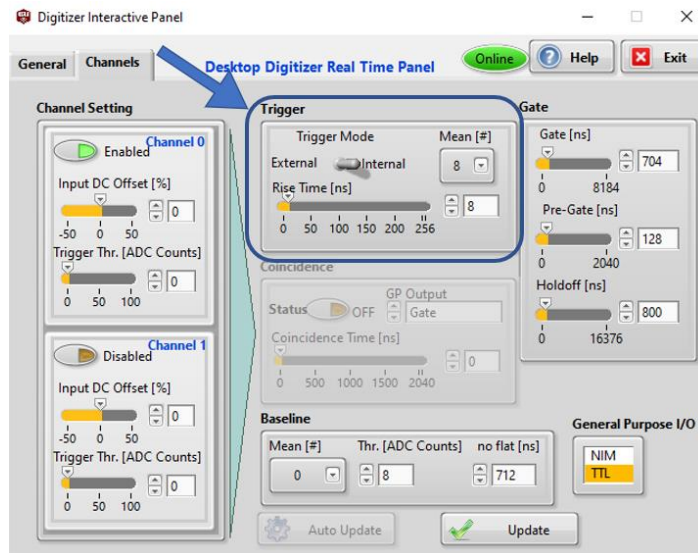 Digitizer Interactive Panel
General
Channels
Desktop Digitizer Real Time Panel
Online
Help
Exit
Channel Setting
Channel 0
Enabled
Input DC Offset [%]
0
-50 0 50
Trigger Thr. [ADC Counts]
0
0 50 100
Channel 1
Disabled
Input DC Offset [%]
0
-50 0 50
Trigger Thr. [ADC Counts]
0
0 50 100
Trigger
Trigger Mode
Mean [#]
External
Internal
8
Rise Time [ns]
8
0 50 100 150 200 256
Coincidence
Status
OFF
GP Output
Gate
Coincidence Time [ns]
0
0 500 1000 1500 2040
Baseline
Mean [#]
Thr. [ADC Counts]
no flat [ns]
0
8
712
Gate
Gate [ns]
704
0 8184
Pre-Gate [ns]
128
0 2040
Holdoff [ns]
800
0 16376
General Purpose I/O
NIM
TTL
Auto Update
Update